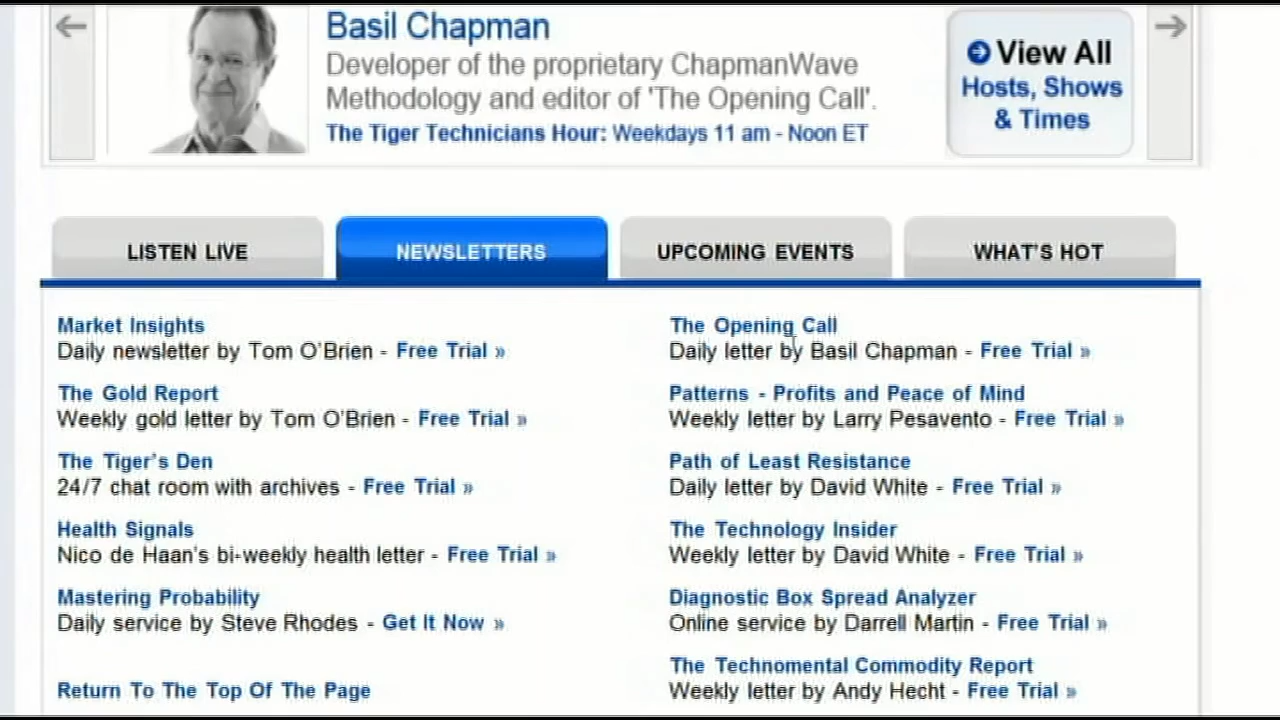 Basil Chapman
Developer of the proprietary ChapmanWave
Methodology and editor of 'The Opening Call'.
The Tiger Technicians Hour: Weekdays 11 am - Noon ET
View All
Hosts, Shows
& Times
LISTEN LIVE
NEWSLETTERS
UPCOMING EVENTS
WHAT'S HOT
Market Insights
Daily newsletter by Tom O'Brien - Free Trial »
The Gold Report
Weekly gold letter by Tom O'Brien - Free Trial »
The Tiger's Den
24/7 chat room with archives - Free Trial »
Health Signals
Nico de Haan's bi-weekly health letter - Free Trial »
Mastering Probability
Daily service by Steve Rhodes - Get It Now »
Return To The Top Of The Page
The Opening Call
Daily letter by Basil Chapman - Free Trial »
Patterns - Profits and Peace of Mind
Weekly letter by Larry Pesavento - Free Trial »
Path of Least Resistance
Daily letter by David White - Free Trial »
The Technology Insider
Weekly letter by David White - Free Trial »
Diagnostic Box Spread Analyzer
Online service by Darrell Martin - Free Trial »
The Technomental Commodity Report
Weekly letter by Andy Hecht - Free Trial »